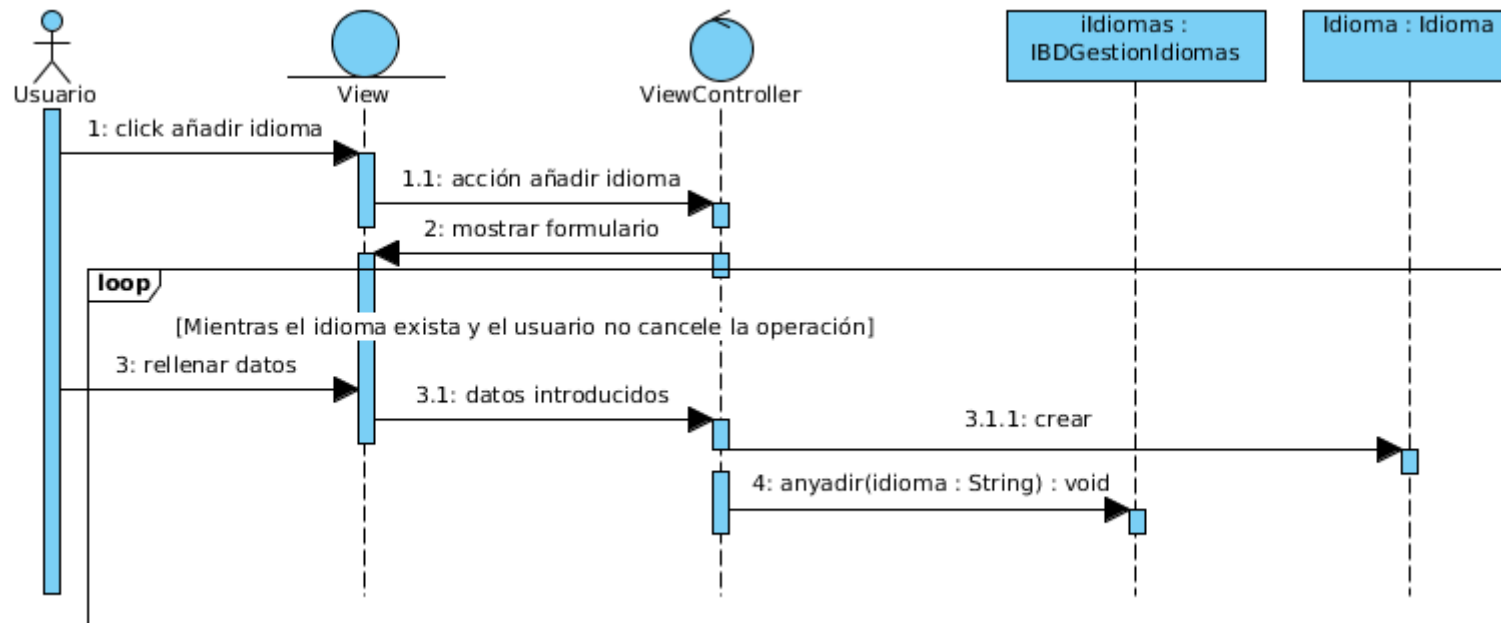 iIdiomas :
IBDGestionIdiomas
Idioma : Idioma
Usuario
View
ViewController
1: click añadir idioma
1.1: acción añadir idioma
2: mostrar formulario
loop
[Mientras el idioma exista y el usuario no cancele la operación]
3: rellenar datos
3.1: datos introducidos
3.1.1: crear
4: anyadir(idioma : String) : void